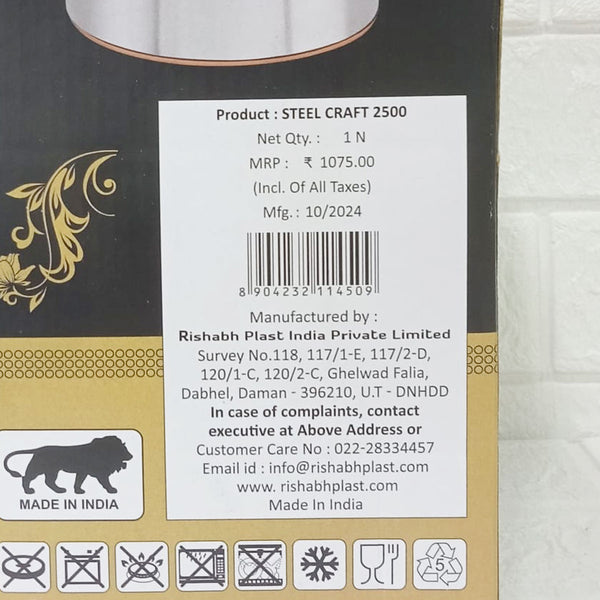 Product : STEEL CRAFT 2500
Net Qty. : 1 N
MRP : ₹ 1075.00
(Incl. Of All Taxes)
Mfg. : 10/2024
8 904232 114509
Manufactured by :
Rishabh Plast India Private Limited
Survey No.118, 117/1-E, 117/2-D,
120/1-C, 120/2-C, Ghelwad Falia,
Dabhel, Daman - 396210, U.T - DNHDD
In case of complaints, contact
executive at Above Address or
Customer Care No : 022-28334457
Email id : info@rishabhplast.com
www. rishabhplast.com
Made In India
MADE IN INDIA
5